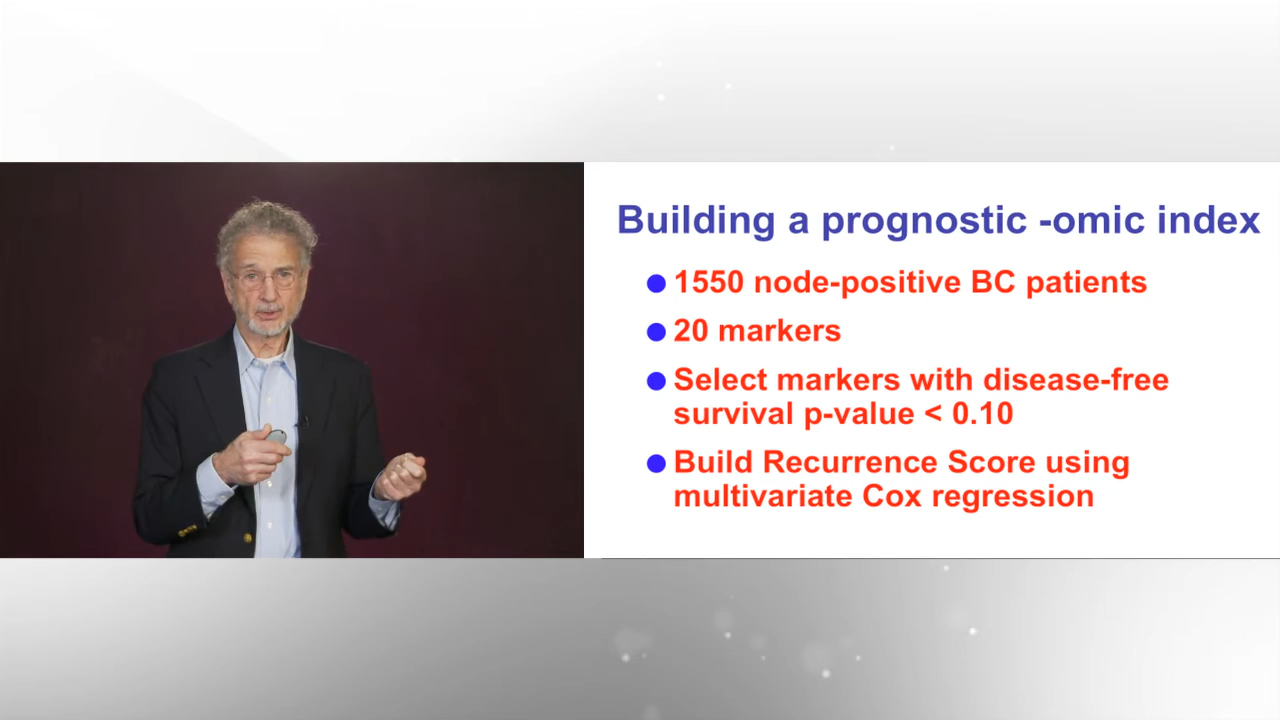 Building a prognostic -omic index
1550 node-positive BC patients
20 markers
Select markers with disease-free
survival p-value < 0.10
Build Recurrence Score using
multivariate Cox regression